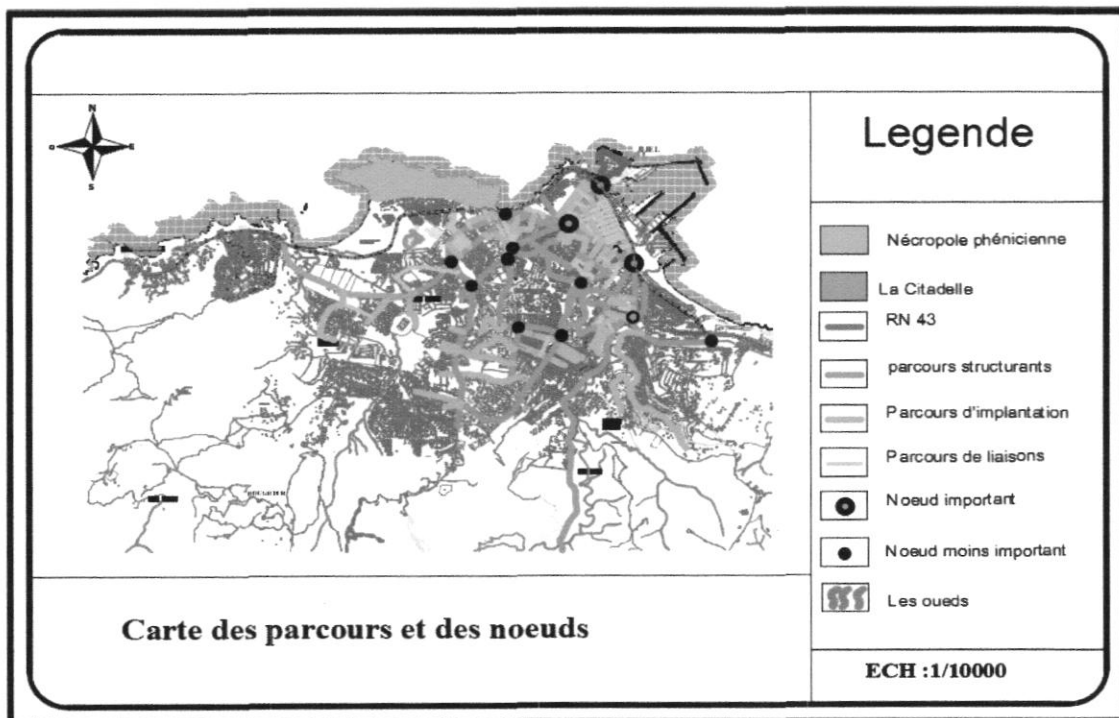 N
O
E
S
Legende
Nécropole phénicienne
La Citadelle
RN 43
parcours structurants
Parcours d'implantation
Parcours de liaisons
Noeud important
Noeud moins important
Les oueds
Carte des parcours et des noeuds
ECH :1/10000